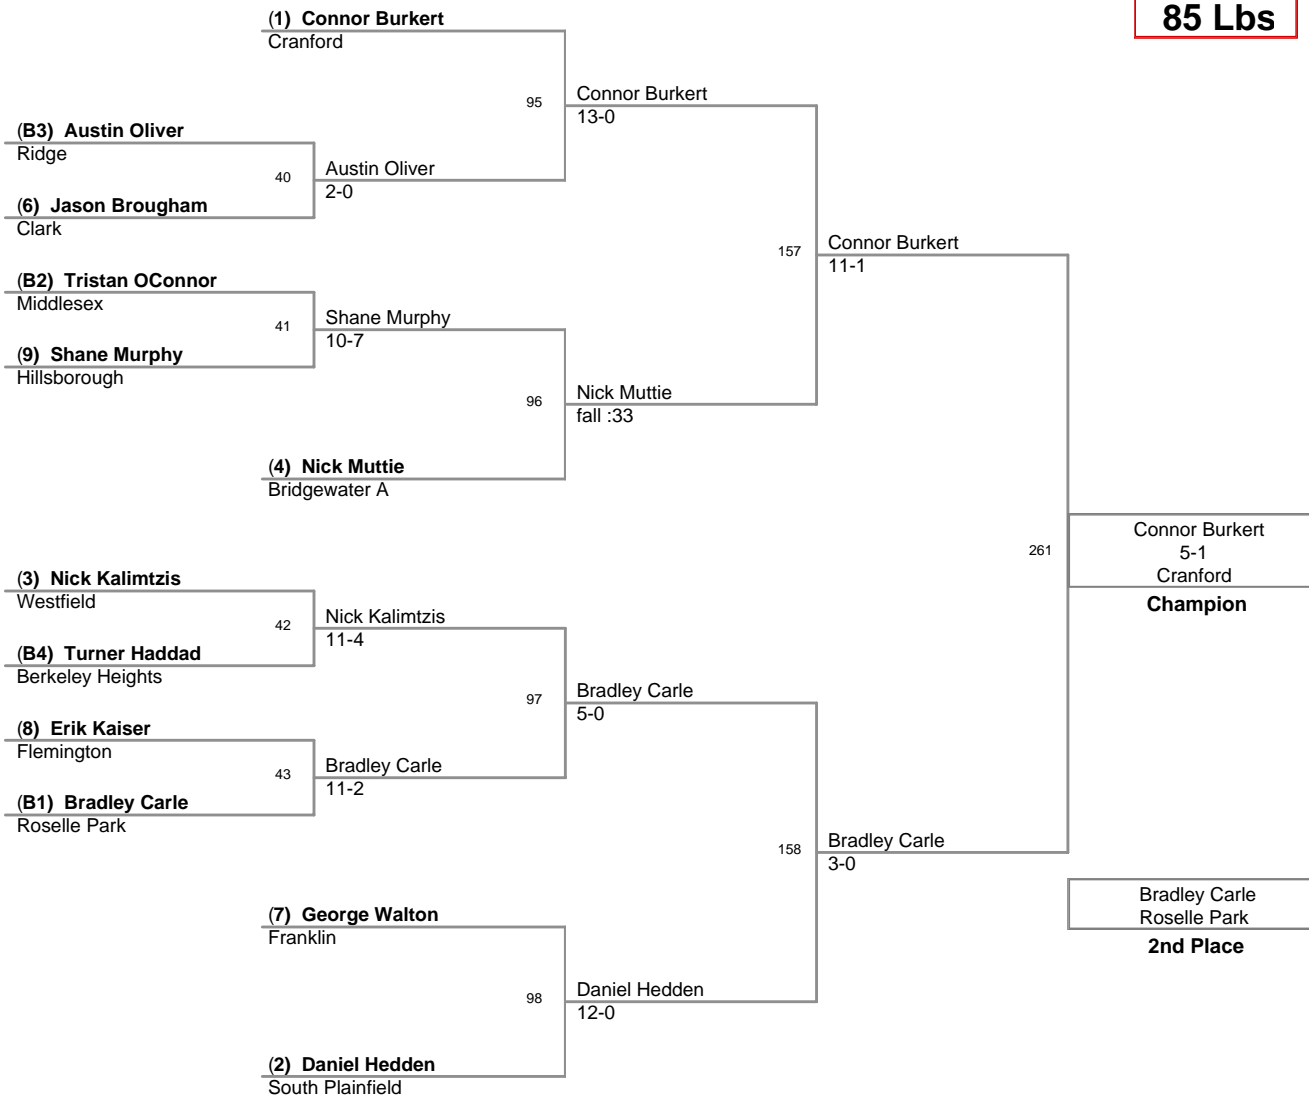 85 Lbs
(1) Connor Burkert
Cranford
95
Connor Burkert
13-0
(B3) Austin Oliver
Ridge
40
Austin Oliver
2-0
(6) Jason Brougham
Clark
157
Connor Burkert
11-1
(B2) Tristan OConnor
Middlesex
41
Shane Murphy
10-7
(9) Shane Murphy
Hillsborough
96
Nick Muttie
fall :33
(4) Nick Muttie
Bridgewater A
261
Connor Burkert
5-1
Cranford
Champion
(3) Nick Kalimtzis
Westfield
42
Nick Kalimtzis
11-4
(B4) Turner Haddad
Berkeley Heights
97
Bradley Carle
5-0
(8) Erik Kaiser
Flemington
43
Bradley Carle
11-2
(B1) Bradley Carle
Roselle Park
158
Bradley Carle
3-0
Bradley Carle
Roselle Park
2nd Place
(7) George Walton
Franklin
98
Daniel Hedden
12-0
(2) Daniel Hedden
South Plainfield